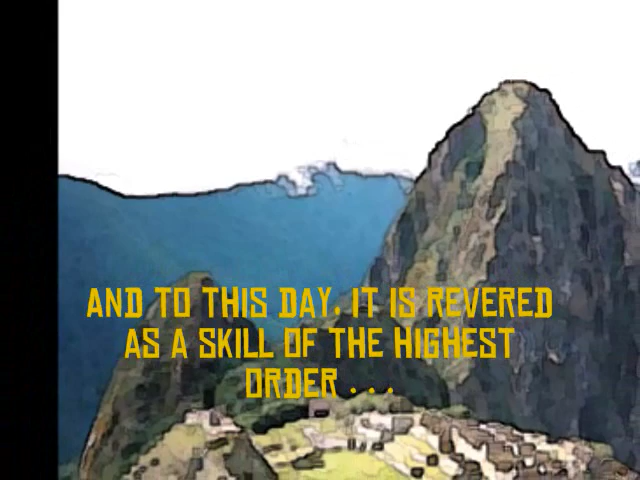 AND TO THIS DAY, IT IS REVERED
AS A SKILL OF THE HIGHEST
ORDER . . .